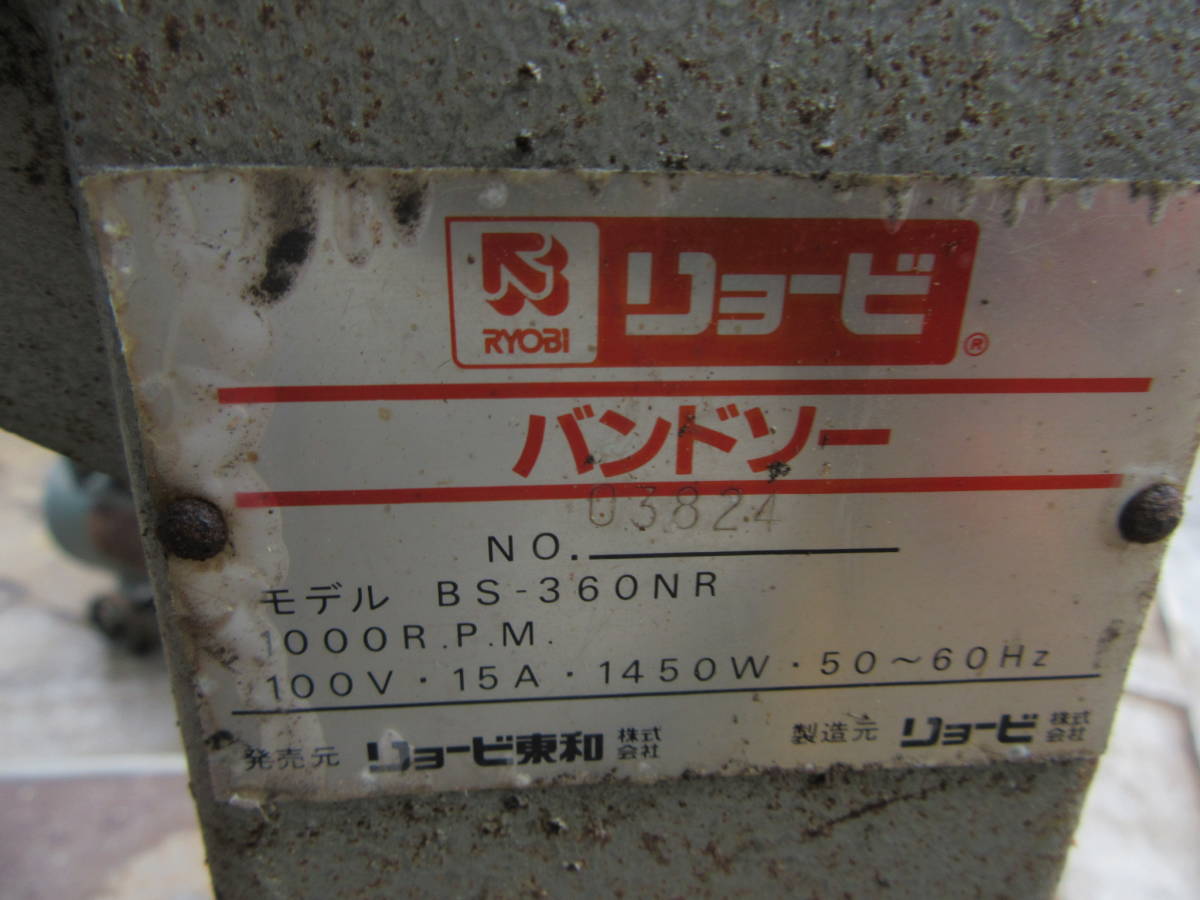 RYOBI リョービ ®
バンドソー
03824
NO.
モデル BS-360NR
1000R.P.M.
100V・15A・1450W・50～60Hz
発売元 リョービ東和 株式会社 製造元 リョービ 株式会社